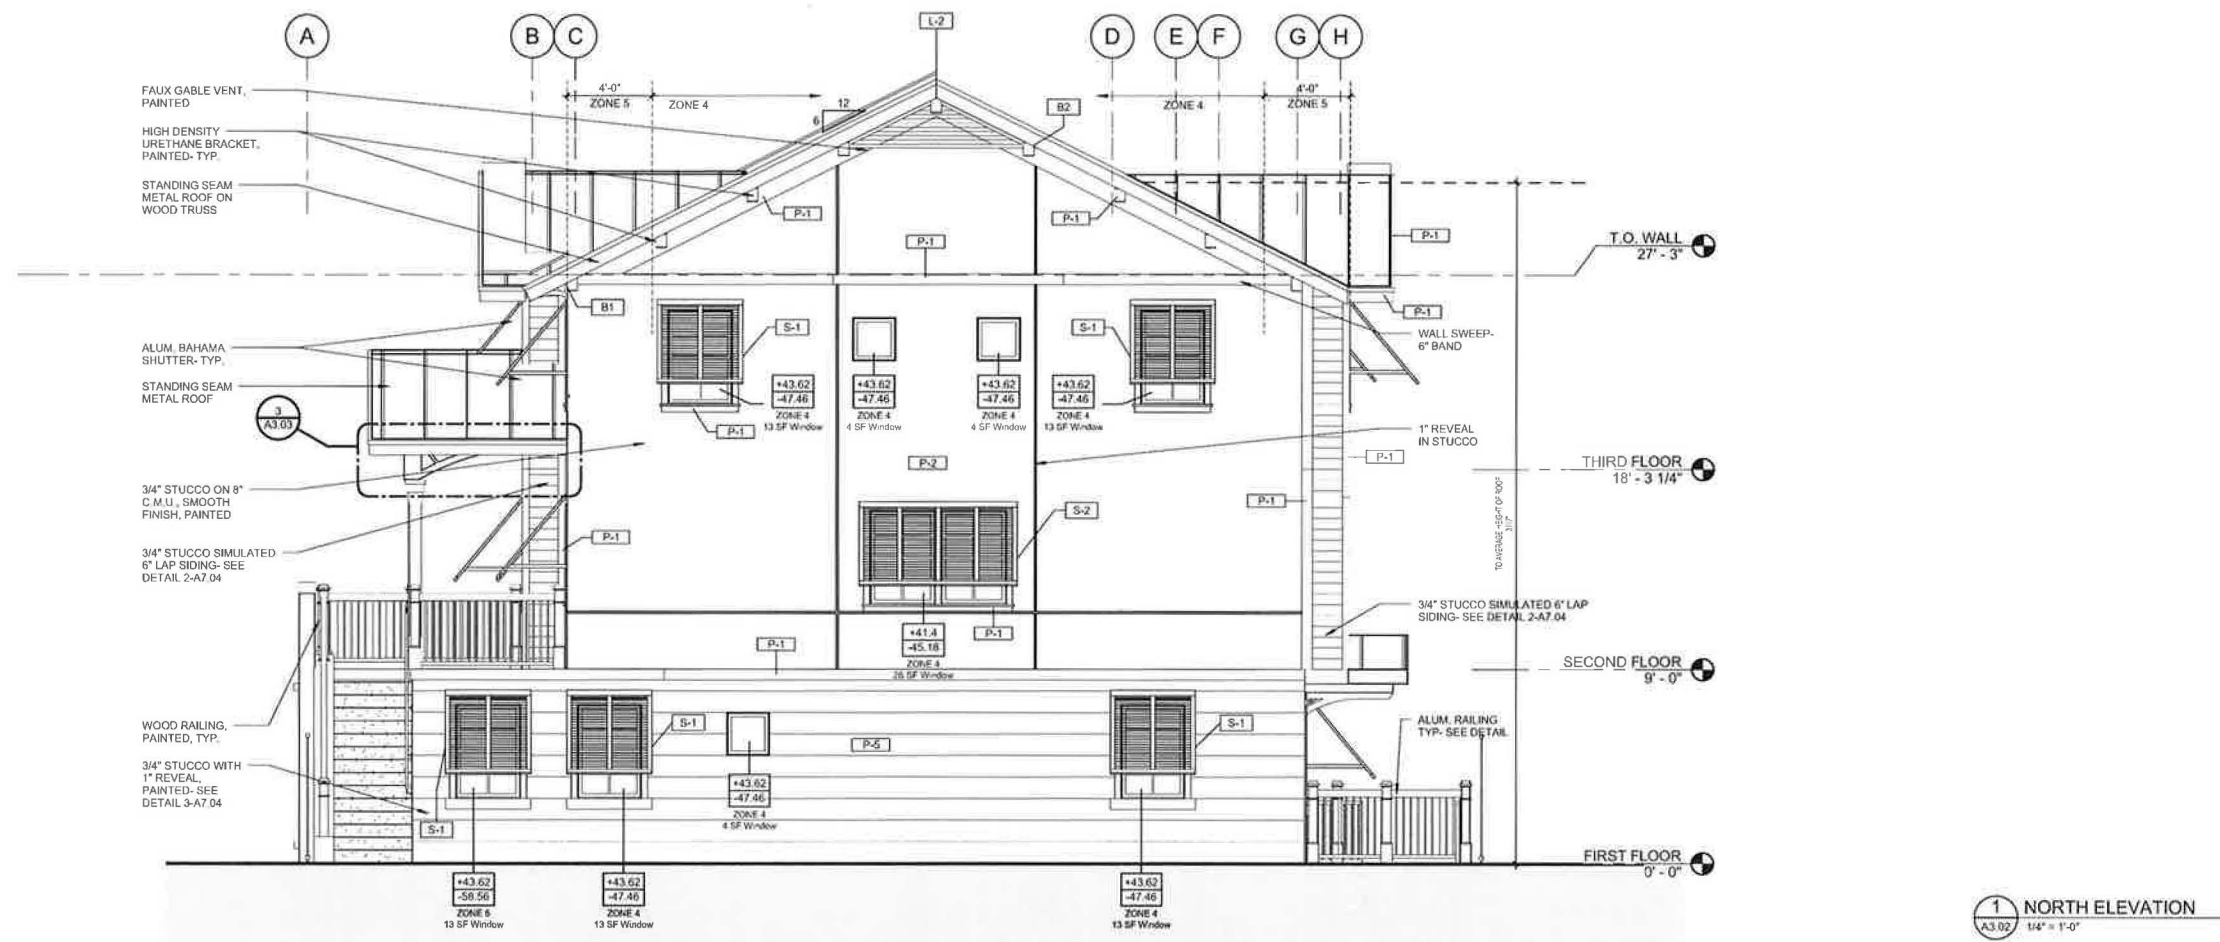 A
B
C
L-2
D
E
F
G
H
FAUX GABLE VENT,
PAINTED
HIGH DENSITY
URETHANE BRACKET,
PAINTED- TYP.
STANDING SEAM
METAL ROOF ON
WOOD TRUSS
4'-0"
ZONE 5
ZONE 4
12
6
B2
ZONE 4
4'-0"
ZONE 5
P-1
P-1
P-1
P-1
T.O. WALL
27' - 3"
B1
P-1
ALUM. BAHAMA
SHUTTER- TYP.
STANDING SEAM
METAL ROOF
3
A3.03
S-1
S-1
WALL SWEEP-
6" BAND
+43.62
-47.46
ZONE 4
13 SF Window
+43.62
-47.46
ZONE 4
4 SF Window
+43.62
-47.46
ZONE 4
4 SF Window
+43.62
-47.46
ZONE 4
13 SF Window
P-1
1" REVEAL
IN STUCCO
P-2
P-1
THIRD FLOOR
18' - 3 1/4"
3/4" STUCCO ON 8"
C.M.U., SMOOTH
FINISH, PAINTED
P-1
S-2
TO AVERAGE HEIGHT OF ROOF
3/4" STUCCO SIMULATED
6" LAP SIDING- SEE
DETAIL 2-A7.04
P-1
3/4" STUCCO SIMULATED 6" LAP
SIDING- SEE DETAIL 2-A7.04
+41.4
-45.18
ZONE 4
26 SF Window
P-1
P-1
SECOND FLOOR
9' - 0"
WOOD RAILING,
PAINTED, TYP.
S-1
P-5
S-1
ALUM. RAILING
TYP- SEE DETAIL
3/4" STUCCO WITH
1" REVEAL,
PAINTED- SEE
DETAIL 3-A7.04
+43.62
-47.46
ZONE 4
4 SF Window
S-1
FIRST FLOOR
0' - 0"
+43.62
-58.56
ZONE 5
13 SF Window
+43.62
-47.46
ZONE 4
13 SF Window
+43.62
-47.46
ZONE 4
13 SF Window
1
A3.02
NORTH ELEVATION
1/4" = 1'-0"